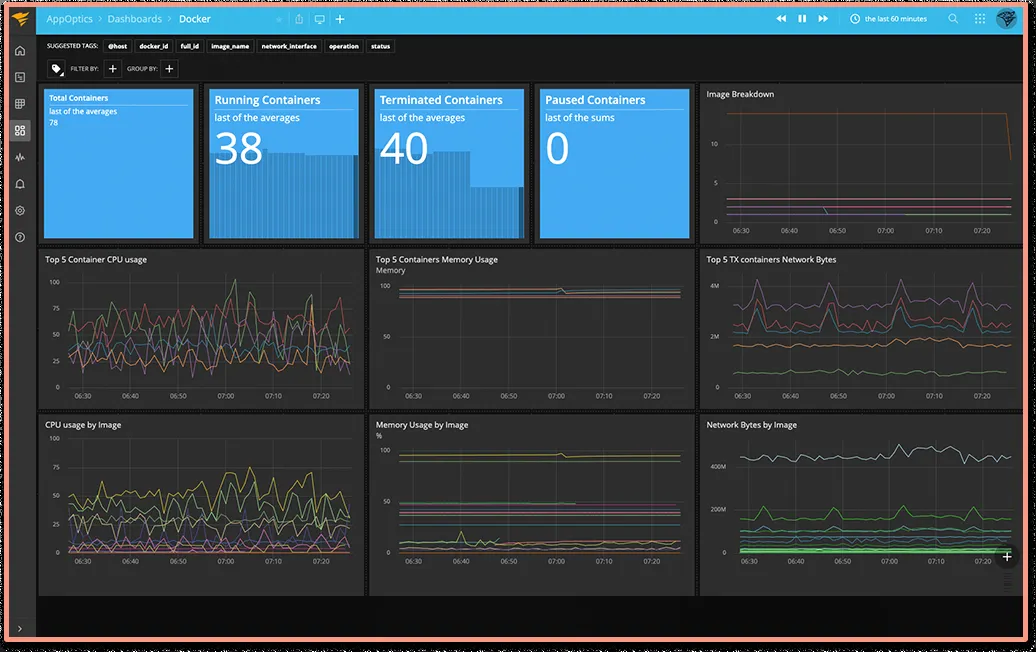 AppOptics > Dashboards > Docker
the last 60 minutes
SUGGESTED TAGS: @host docker_id full_id image_name network_interface operation status
FILTER BY: + GROUP BY: +
Total Containers
last of the averages
78
Running Containers
last of the averages
38
Terminated Containers
last of the averages
40
Paused Containers
last of the sums
0
Image Breakdown
10
5
0
06:30 06:40 06:50 07:00 07:10 07:20
Top 5 Container CPU usage
100
75
50
25
0
06:30 06:40 06:50 07:00 07:10 07:20
Top 5 Containers Memory Usage
Memory
100
50
0
06:30 06:40 06:50 07:00 07:10 07:20
Top 5 TX containers Network Bytes
4M
2M
0
06:30 06:40 06:50 07:00 07:10 07:20
CPU usage by Image
100
75
50
25
0
06:30 06:40 06:50 07:00 07:10 07:20
Memory Usage by Image
%
100
50
0
06:30 06:40 06:50 07:00 07:10 07:20
Network Bytes by Image
400M
200M
0
06:30 06:40 06:50 07:00 07:10 07:20